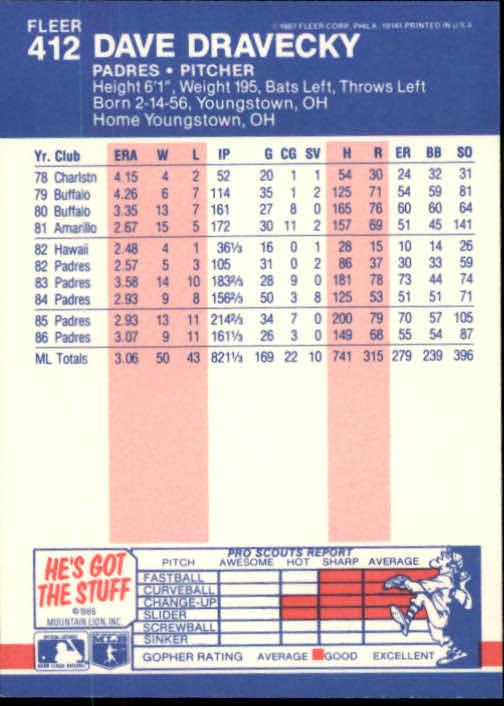 FLEER
412 DAVE DRAVECKY
©1987 FLEER CORP. PHILA. 19141 PRINTED IN U.S.A.
PADRES • PITCHER
Height 6'1", Weight 195, Bats Left, Throws Left
Born 2-14-56, Youngstown, OH
Home Youngstown, OH
Yr. Club ERA W L IP G CG SV H R ER BB SO
78 Charlstn 4.15 4 2 52 20 1 1 54 30 24 32 31
79 Buffalo 4.26 6 7 114 35 1 2 125 71 54 59 81
80 Buffalo 3.35 13 7 161 27 8 0 165 76 60 60 64
81 Amarillo 2.67 15 5 172 30 11 2 157 69 51 45 141
82 Hawaii 2.48 4 1 36⅓ 16 0 1 28 15 10 14 26
82 Padres 2.57 5 3 105 31 0 2 86 37 30 33 59
83 Padres 3.58 14 10 183⅔ 28 9 0 181 78 73 44 74
84 Padres 2.93 9 8 156⅔ 50 3 8 125 53 51 51 71
85 Padres 2.93 13 11 214⅔ 34 7 0 200 79 70 57 105
86 Padres 3.07 9 11 161⅓ 26 3 0 149 68 55 54 87
ML Totals 3.06 50 43 821⅓ 169 22 10 741 315 279 239 396
HE'S GOT
THE STUFF
©1986
MOUNTAIN LION, INC.
MLB
PRO SCOUTS REPORT
PITCH AWESOME HOT SHARP AVERAGE
FASTBALL
CURVEBALL
CHANGE-UP
SLIDER
SCREWBALL
SINKER
GOPHER RATING AVERAGE GOOD EXCELLENT